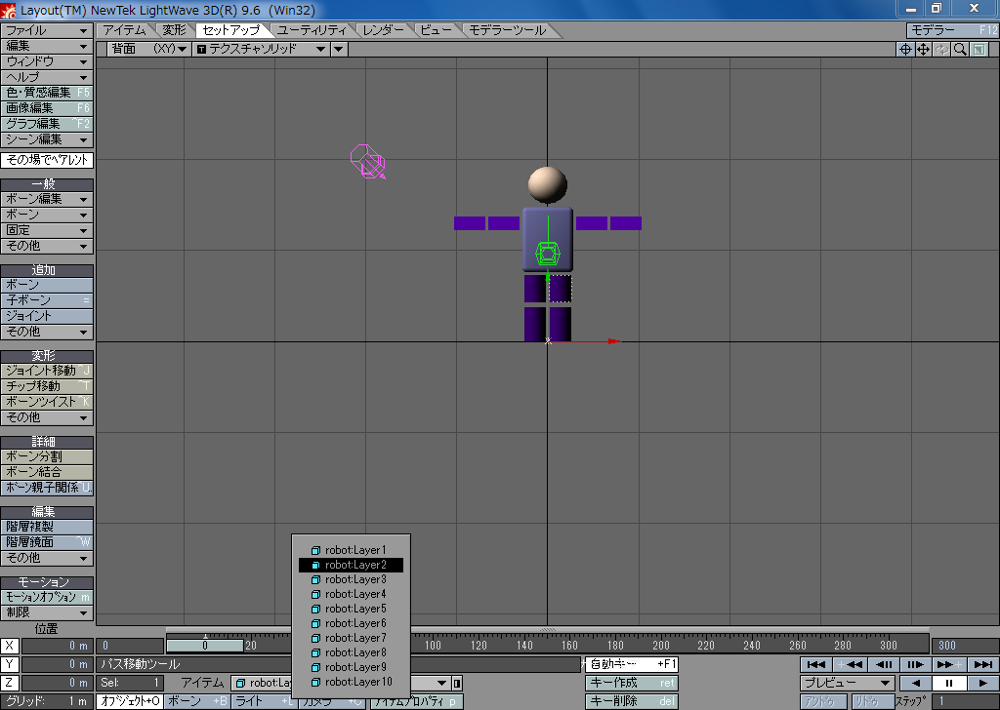 Layout(TM) NewTek LightWave 3D(R) 9.6 (Win32)
ファイル
編集
ウィンドウ
ヘルプ
色・質感編集 F5
画像編集 F6
グラフ編集 ^F2
シーン編集
その場でペアレント
アイテム 変形 セットアップ ユーティリティ レンダー ビュー モデラーツール
モデラー F12
背面 (XY) テクスチャソリッド
一般
ボーン編集
ボーン
固定
その他
追加
ボーン
子ボーン =
ジョイント
その他
変形
ジョイント移動 ^J
チップ移動 ^T
ボーンツイスト ^K
その他
詳細
ボーン分割
ボーン結合
ボーン親子関係 U
編集
階層複製
階層鏡面 ^W
その他
モーション
モーションオプション m
制限
位置
X 0 m
Y 0 m
Z 0 m
グリッド: 1 m
robot:Layer1
robot:Layer2
robot:Layer3
robot:Layer4
robot:Layer5
robot:Layer6
robot:Layer7
robot:Layer8
robot:Layer9
robot:Layer10
0 0 20 100 120 140 160 180 200 220 240 260 280 300 300
パス移動ツール
自動キー +F1
Sel: 1 アイテム robot:La
キー作成 ret
プレビュー
オブジェクト+O ボーン +B ライト +L カメラ +C アイテムプロパティ p
キー削除 del
アンドゥ リドゥ ステップ 1